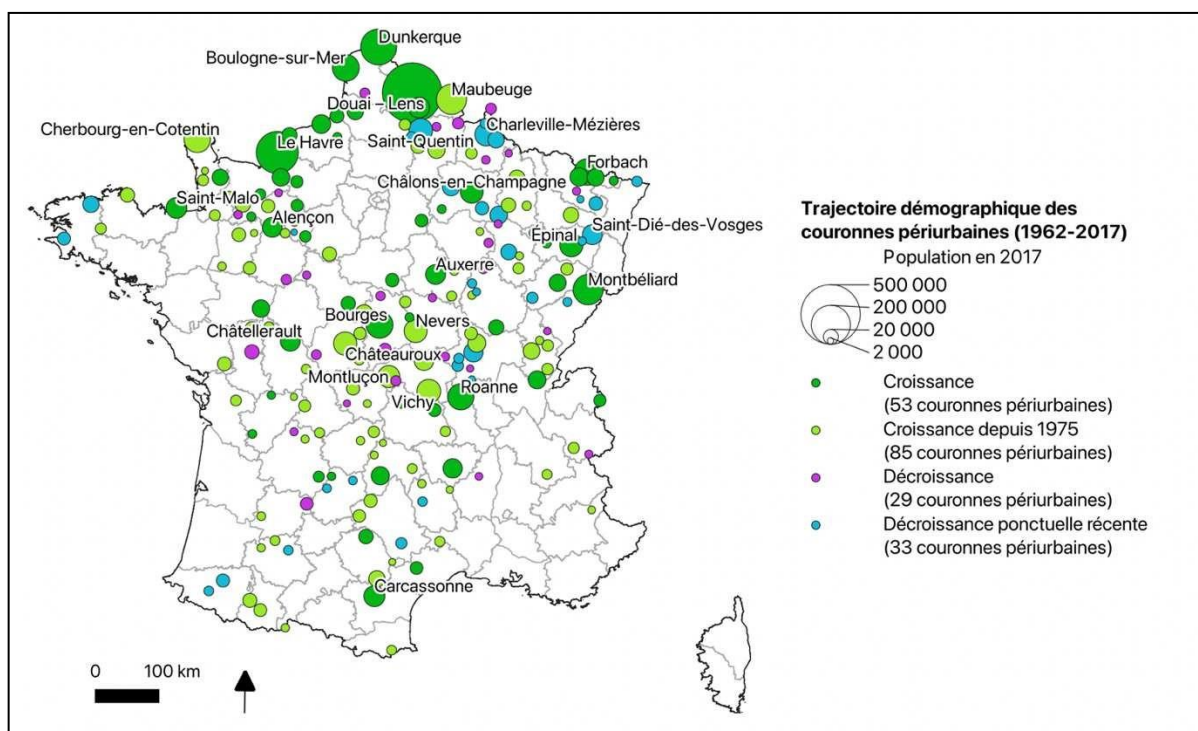 Dunkerque
Boulogne-sur-Mer
Maubeuge
Douai – Lens
Cherbourg-en-Cotentin
Charleville-Mézières
Le Havre
Saint-Quentin
Forbach
Châlons-en-Champagne
Saint-Malo
Alençon
Saint-Dié-des-Vosges
Épinal
Auxerre
Montbéliard
Bourges
Nevers
Châtellerault
Châteauroux
Montluçon
Roanne
Vichy
Carcassonne
0 100 km
Trajectoire démographique des
couronnes périurbaines (1962-2017)
Population en 2017
500 000
200 000
20 000
2 000
Croissance
(53 couronnes périurbaines)
Croissance depuis 1975
(85 couronnes périurbaines)
Décroissance
(29 couronnes périurbaines)
Décroissance ponctuelle récente
(33 couronnes périurbaines)